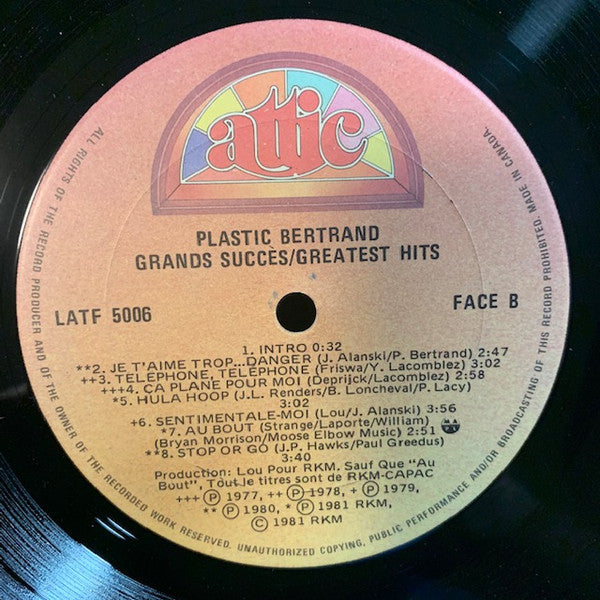 attic
PLASTIC BERTRAND
GRANDS SUCCÈS/GREATEST HITS
LATF 5006
FACE B
1. INTRO 0:32
**2. JE T'AIME TROP..DANGER (J. Alanski/P. Bertrand) 2:47
++3. TELEPHONE, TELEPHONE (Friswa/Y. Lacomblez) 3:02
+++4. ÇA PLANE POUR MOI (Deprijck/Lacomblez) 2:58
*5. HULA HOOP (J.L. Renders/B. Loncheval/P. Lacy)
3:02
+6. SENTIMENTALE-MOI (Lou/J. Alanski) 3:56
*7. AU BOUT (Strange/Laporte/William)
(Bryan Morrison/Moose Elbow Music) 2:51
**8. STOP OR GO (J.P. Hawks/Paul Greedus)
3:40
Production: Lou Pour RKM. Sauf Que "Au
Bout", Tout le titres sont de RKM-CAPAC
+++ Ⓟ 1977, ++ Ⓟ 1978, + Ⓟ 1979,
** Ⓟ 1980, * Ⓟ 1981 RKM
© 1981 RKM
ALL RIGHTS OF THE RECORD PRODUCER AND OF THE OWNER OF THE RECORDED WORK RESERVED. UNAUTHORIZED COPYING, PUBLIC PERFORMANCE AND/OR BROADCASTING OF THIS RECORD PROHIBITED. MADE IN CANADA.